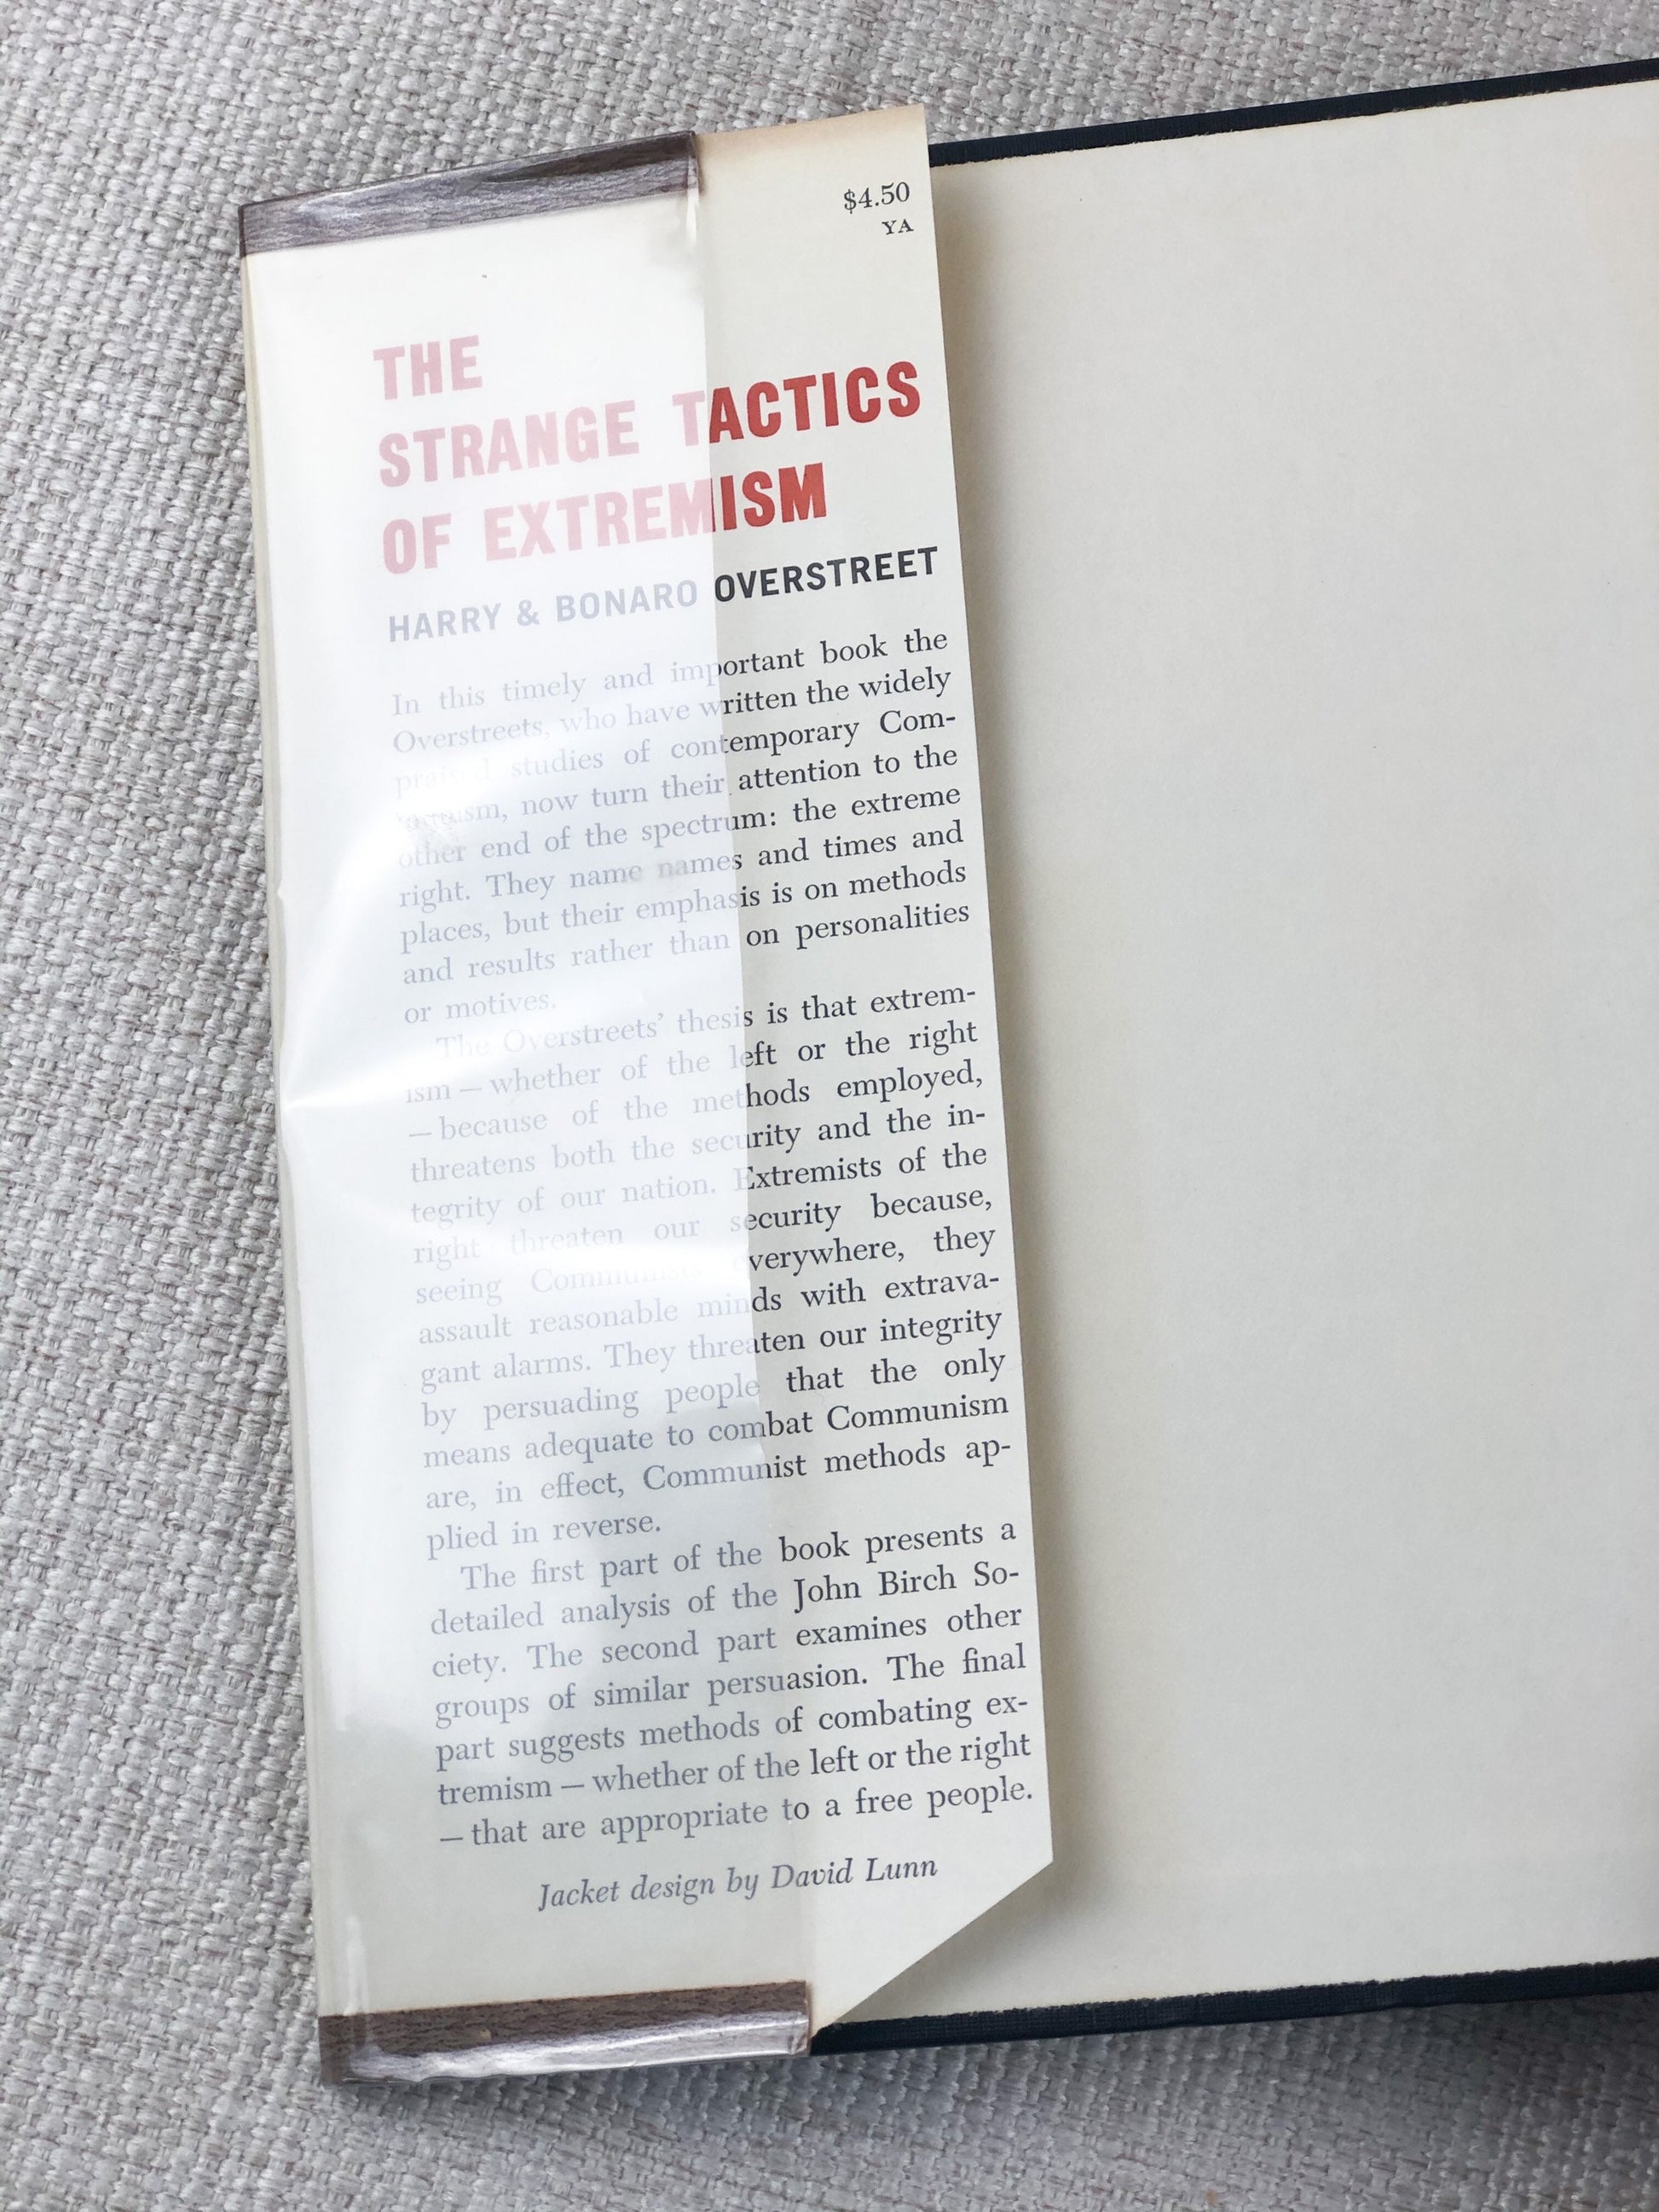 $4.50
YA
THE
STRANGE TACTICS
OF EXTREMISM
HARRY & BONARO OVERSTREET
In this timely and important book the
Overstreets, who have written the widely
praised studies of contemporary Com-
munism, now turn their attention to the
other end of the spectrum: the extreme
right. They name names and times and
places, but their emphasis is on methods
and results rather than on personalities
or motives.
The Overstreets' thesis is that extrem-
ism — whether of the left or the right
— because of the methods employed,
threatens both the security and the in-
tegrity of our nation. Extremists of the
right threaten our security because,
seeing Communists everywhere, they
assault reasonable minds with extrava-
gant alarms. They threaten our integrity
by persuading people that the only
means adequate to combat Communism
are, in effect, Communist methods ap-
plied in reverse.
The first part of the book presents a
detailed analysis of the John Birch So-
ciety. The second part examines other
groups of similar persuasion. The final
part suggests methods of combating ex-
tremism — whether of the left or the right
— that are appropriate to a free people.
Jacket design by David Lunn